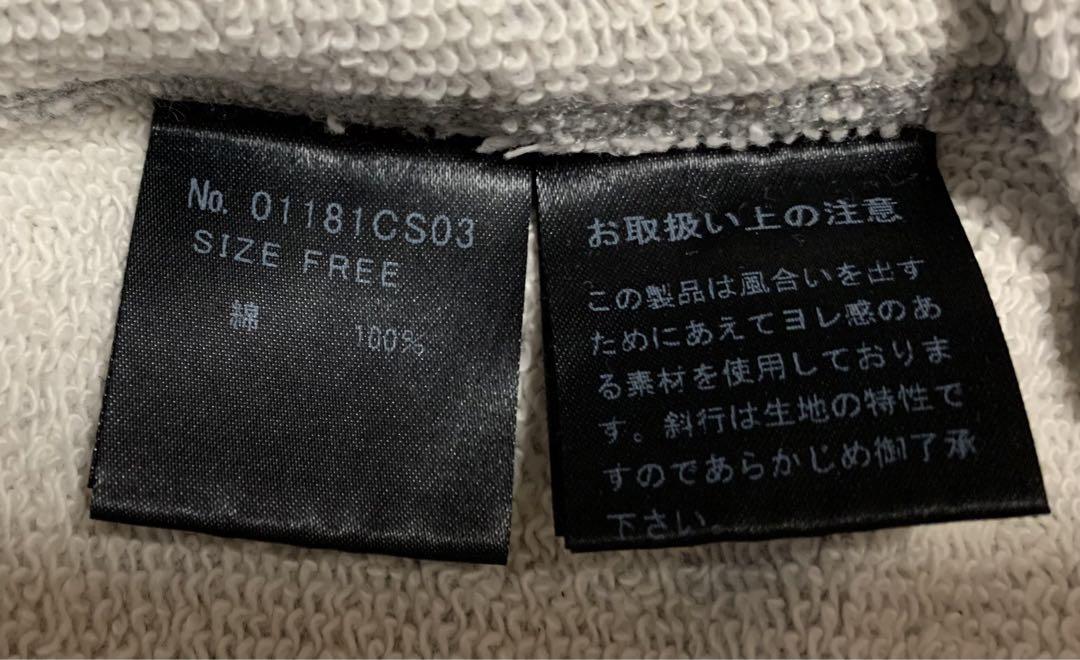 No. 01181CS03
SIZE FREE
綿 100%
お取扱い上の注意
この製品は風合いを出す
ためにあえてヨレ感のあ
る素材を使用しておりま
す。斜行は生地の特性で
すのであらかじめ御了承
下さい。